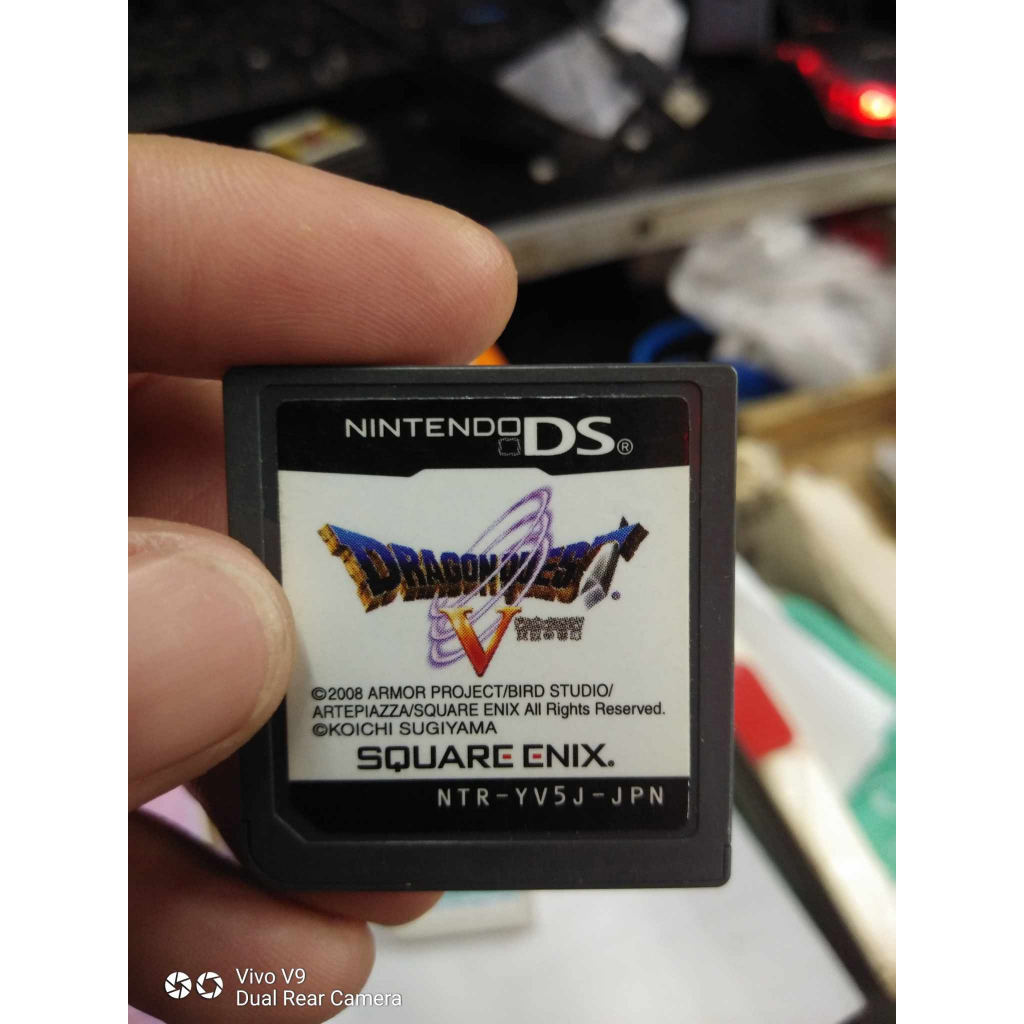 NINTENDO DS®
DRAGON QUEST®
V
©2008 ARMOR PROJECT/BIRD STUDIO/
ARTEPIAZZA/SQUARE ENIX All Rights Reserved.
©KOICHI SUGIYAMA
SQUARE ENIX®
NTR-YV5J-JPN
Vivo V9
Dual Rear Camera